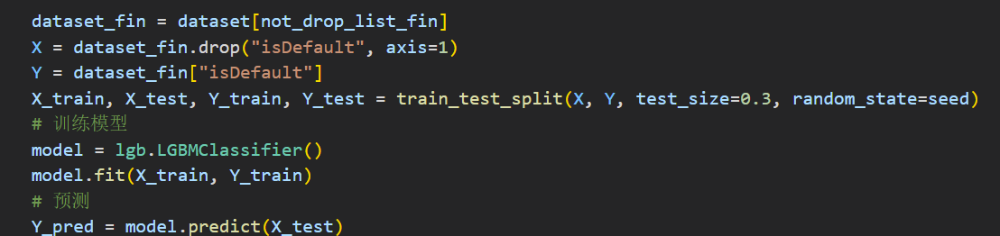 dataset_fin = dataset[not_drop_list_fin]
X = dataset_fin.drop("isDefault", axis=1)
Y = dataset_fin["isDefault"]
X_train, X_test, Y_train, Y_test = train_test_split(X, Y, test_size=0.3, random_state=seed)
# 训练模型
model = lgb.LGBMClassifier()
model.fit(X_train, Y_train)
# 预测
Y_pred = model.predict(X_test)